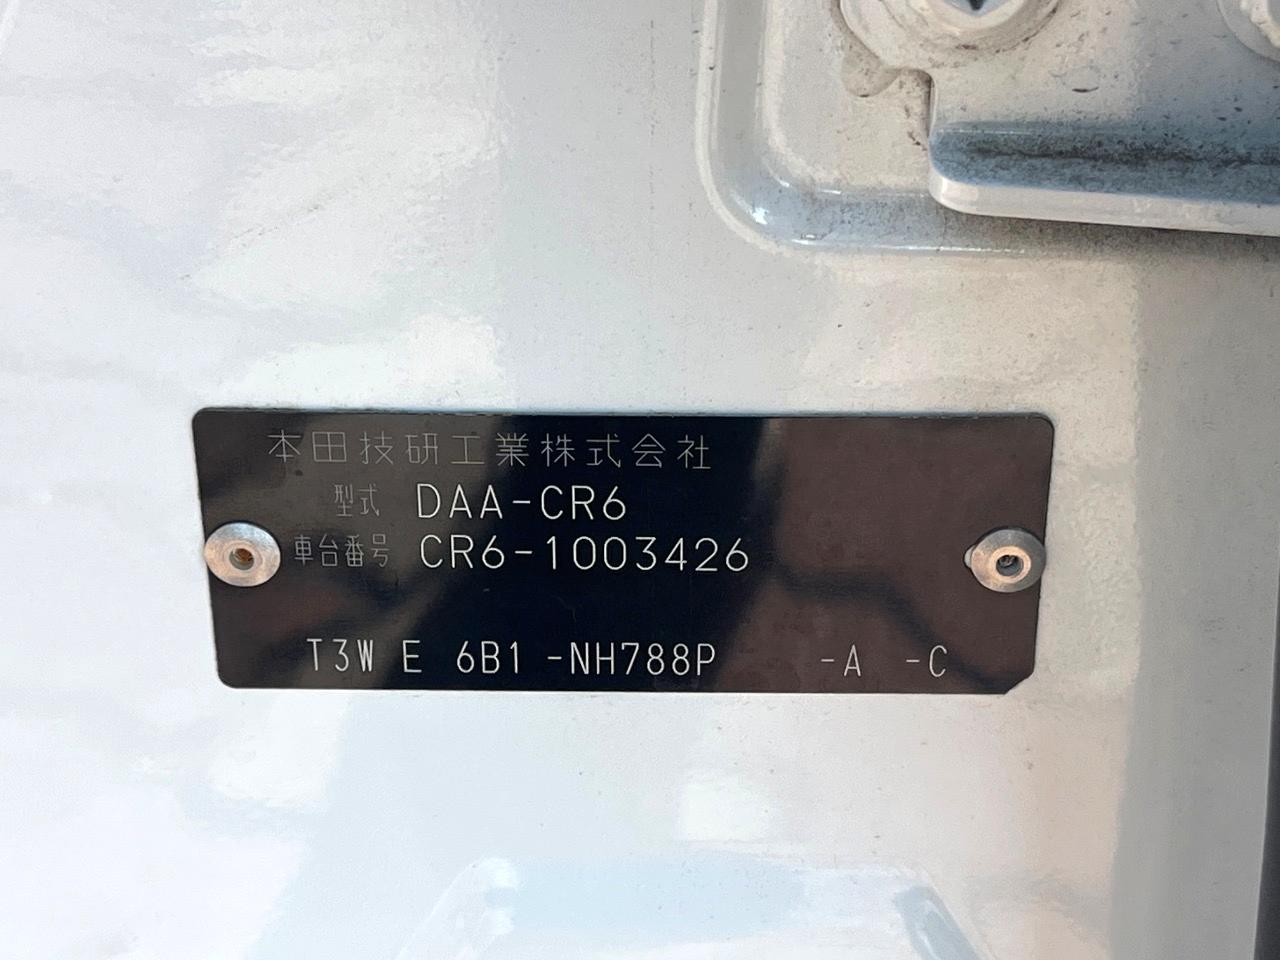 本田技研工業株式会社
型式 DAA-CR6
車台番号 CR6-1003426
T3W E 6B1 -NH788P -A -C